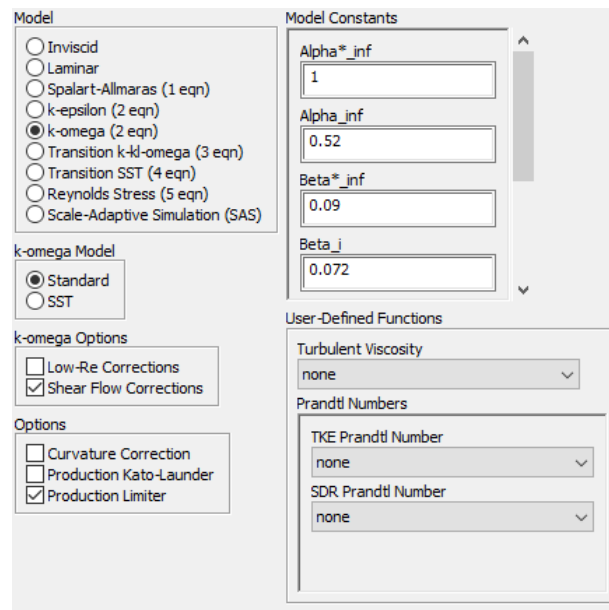 Model
Inviscid
Laminar
Spalart-Allmaras (1 eqn)
k-epsilon (2 eqn)
k-omega (2 eqn)
Transition k-kl-omega (3 eqn)
Transition SST (4 eqn)
Reynolds Stress (5 eqn)
Scale-Adaptive Simulation (SAS)
k-omega Model
Standard
SST
k-omega Options
Low-Re Corrections
Shear Flow Corrections
Options
Curvature Correction
Production Kato-Launder
Production Limiter
Model Constants
Alpha*_inf
1
Alpha_inf
0.52
Beta*_inf
0.09
Beta_i
0.072
User-Defined Functions
Turbulent Viscosity
none
Prandtl Numbers
TKE Prandtl Number
none
SDR Prandtl Number
none